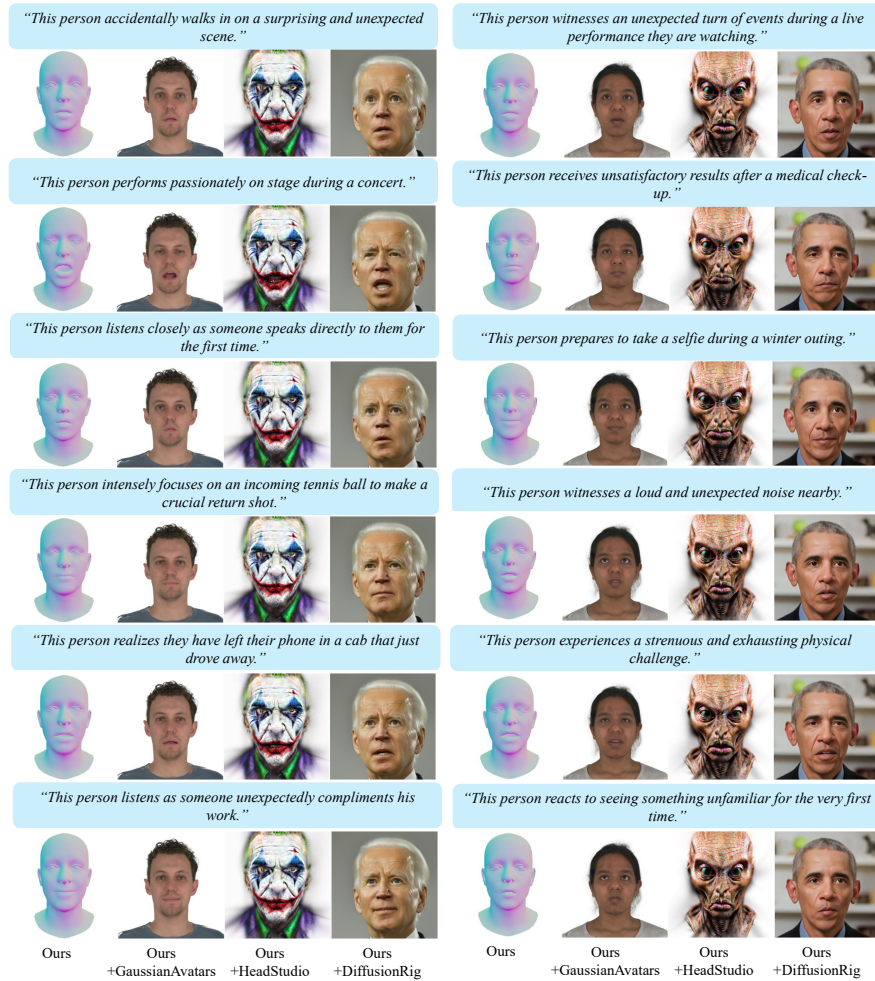 “This person accidentally walks in on a surprising and unexpected
scene.”
“This person performs passionately on stage during a concert.”
“This person listens closely as someone speaks directly to them for
the first time.”
“This person intensely focuses on an incoming tennis ball to make a
crucial return shot.”
“This person realizes they have left their phone in a cab that just
drove away.”
“This person listens as someone unexpectedly compliments his
work.”
Ours
Ours
+GaussianAvatars
Ours
+HeadStudio
Ours
+DiffusionRig
“This person witnesses an unexpected turn of events during a live
performance they are watching.”
“This person receives unsatisfactory results after a medical check-
up.”
“This person prepares to take a selfie during a winter outing.”
“This person witnesses a loud and unexpected noise nearby.”
“This person experiences a strenuous and exhausting physical
challenge.”
“This person reacts to seeing something unfamiliar for the very first
time.”
Ours
Ours
+GaussianAvatars
Ours
+HeadStudio
Ours
+DiffusionRig